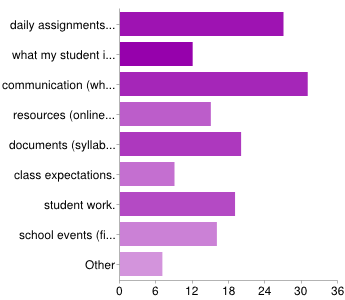 daily assignments...
what my student i...
communication (wh...
resources (online...
documents (syllab...
class expectations.
student work.
school events (fi...
Other
0 6 12 18 24 30 36